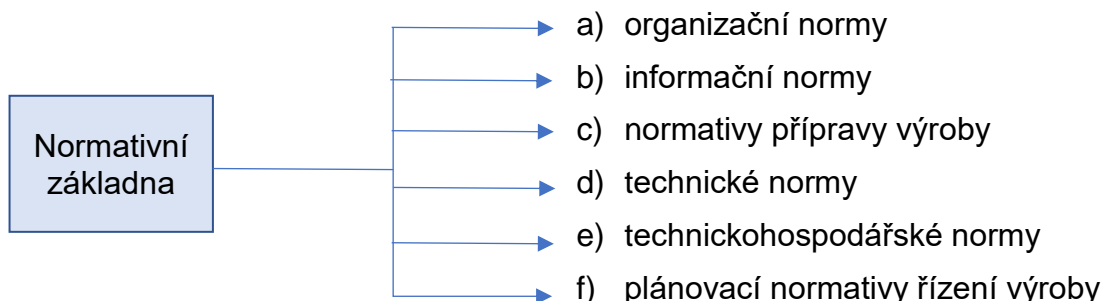 Normativní
základna
a) organizační normy
b) informační normy
c) normativy přípravy výroby
d) technické normy
e) technickohospodářské normy
f) plánovací normativy řízení výroby